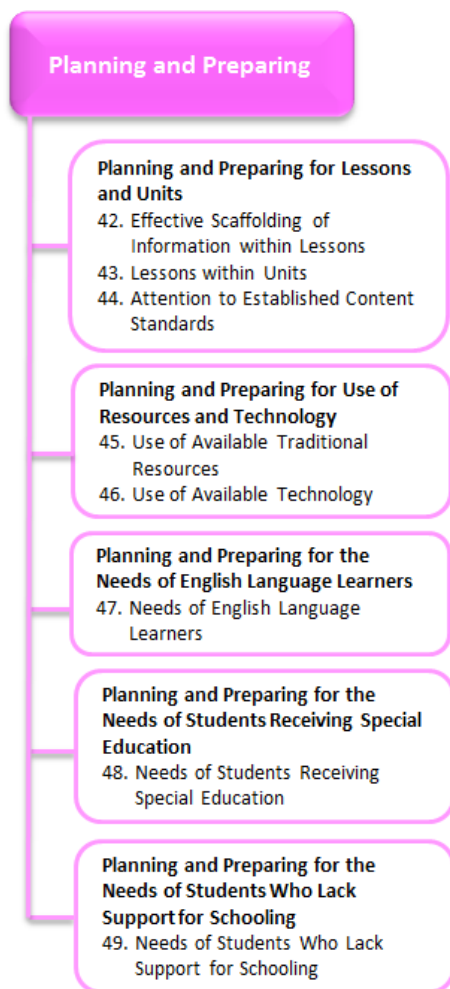 Planning and Preparing
Planning and Preparing for Lessons
and Units
42. Effective Scaffolding of
Information within Lessons
43. Lessons within Units
44. Attention to Established Content
Standards
Planning and Preparing for Use of
Resources and Technology
45. Use of Available Traditional
Resources
46. Use of Available Technology
Planning and Preparing for the
Needs of English Language Learners
47. Needs of English Language
Learners
Planning and Preparing for the
Needs of Students Receiving Special
Education
48. Needs of Students Receiving
Special Education
Planning and Preparing for the
Needs of Students Who Lack
Support for Schooling
49. Needs of Students Who Lack
Support for Schooling